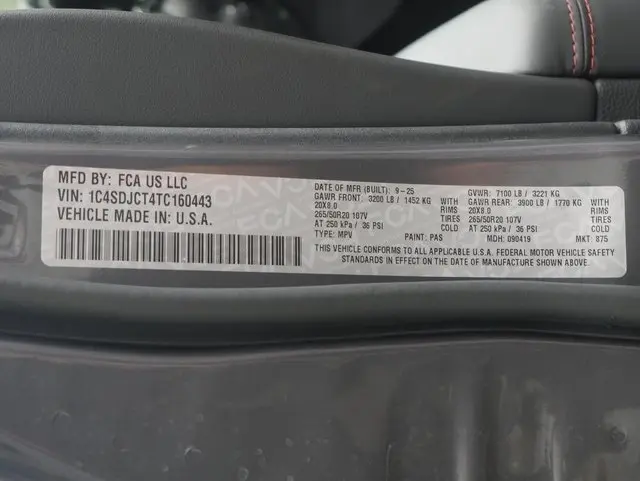 MFD BY: FCA US LLC
VIN: 1C4SDJCT4TC160443
VEHICLE MADE IN: U.S.A.
DATE OF MFR (BUILT): 9-25
GVWR: 7100 LB / 3221 KG
GAWR FRONT: 3200 LB / 1452 KG
GAWR REAR: 3900 LB / 1770 KG
20X8.0 RIMS
20X8.0 RIMS
265/50R20 107V TIRES
265/50R20 107V TIRES
AT 250 kPa / 36 PSI COLD
AT 250 kPa / 36 PSI COLD
TYPE: MPV PAINT: PAS MDH: 090419 MKT: 875
THIS VEHICLE CONFORMS TO ALL APPLICABLE U.S.A. FEDERAL MOTOR VEHICLE SAFETY
STANDARDS IN EFFECT ON THE DATE OF MANUFACTURE SHOWN ABOVE.